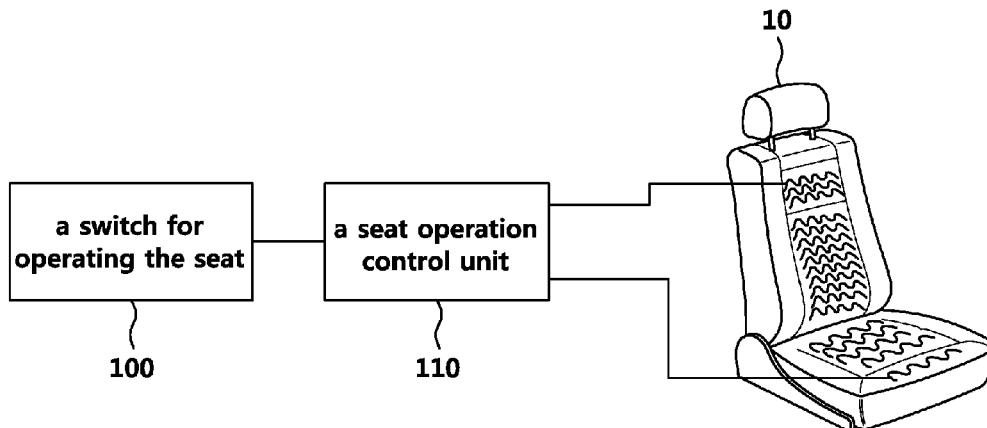 10
a switch for
operating the seat
a seat operation
control unit
100
110